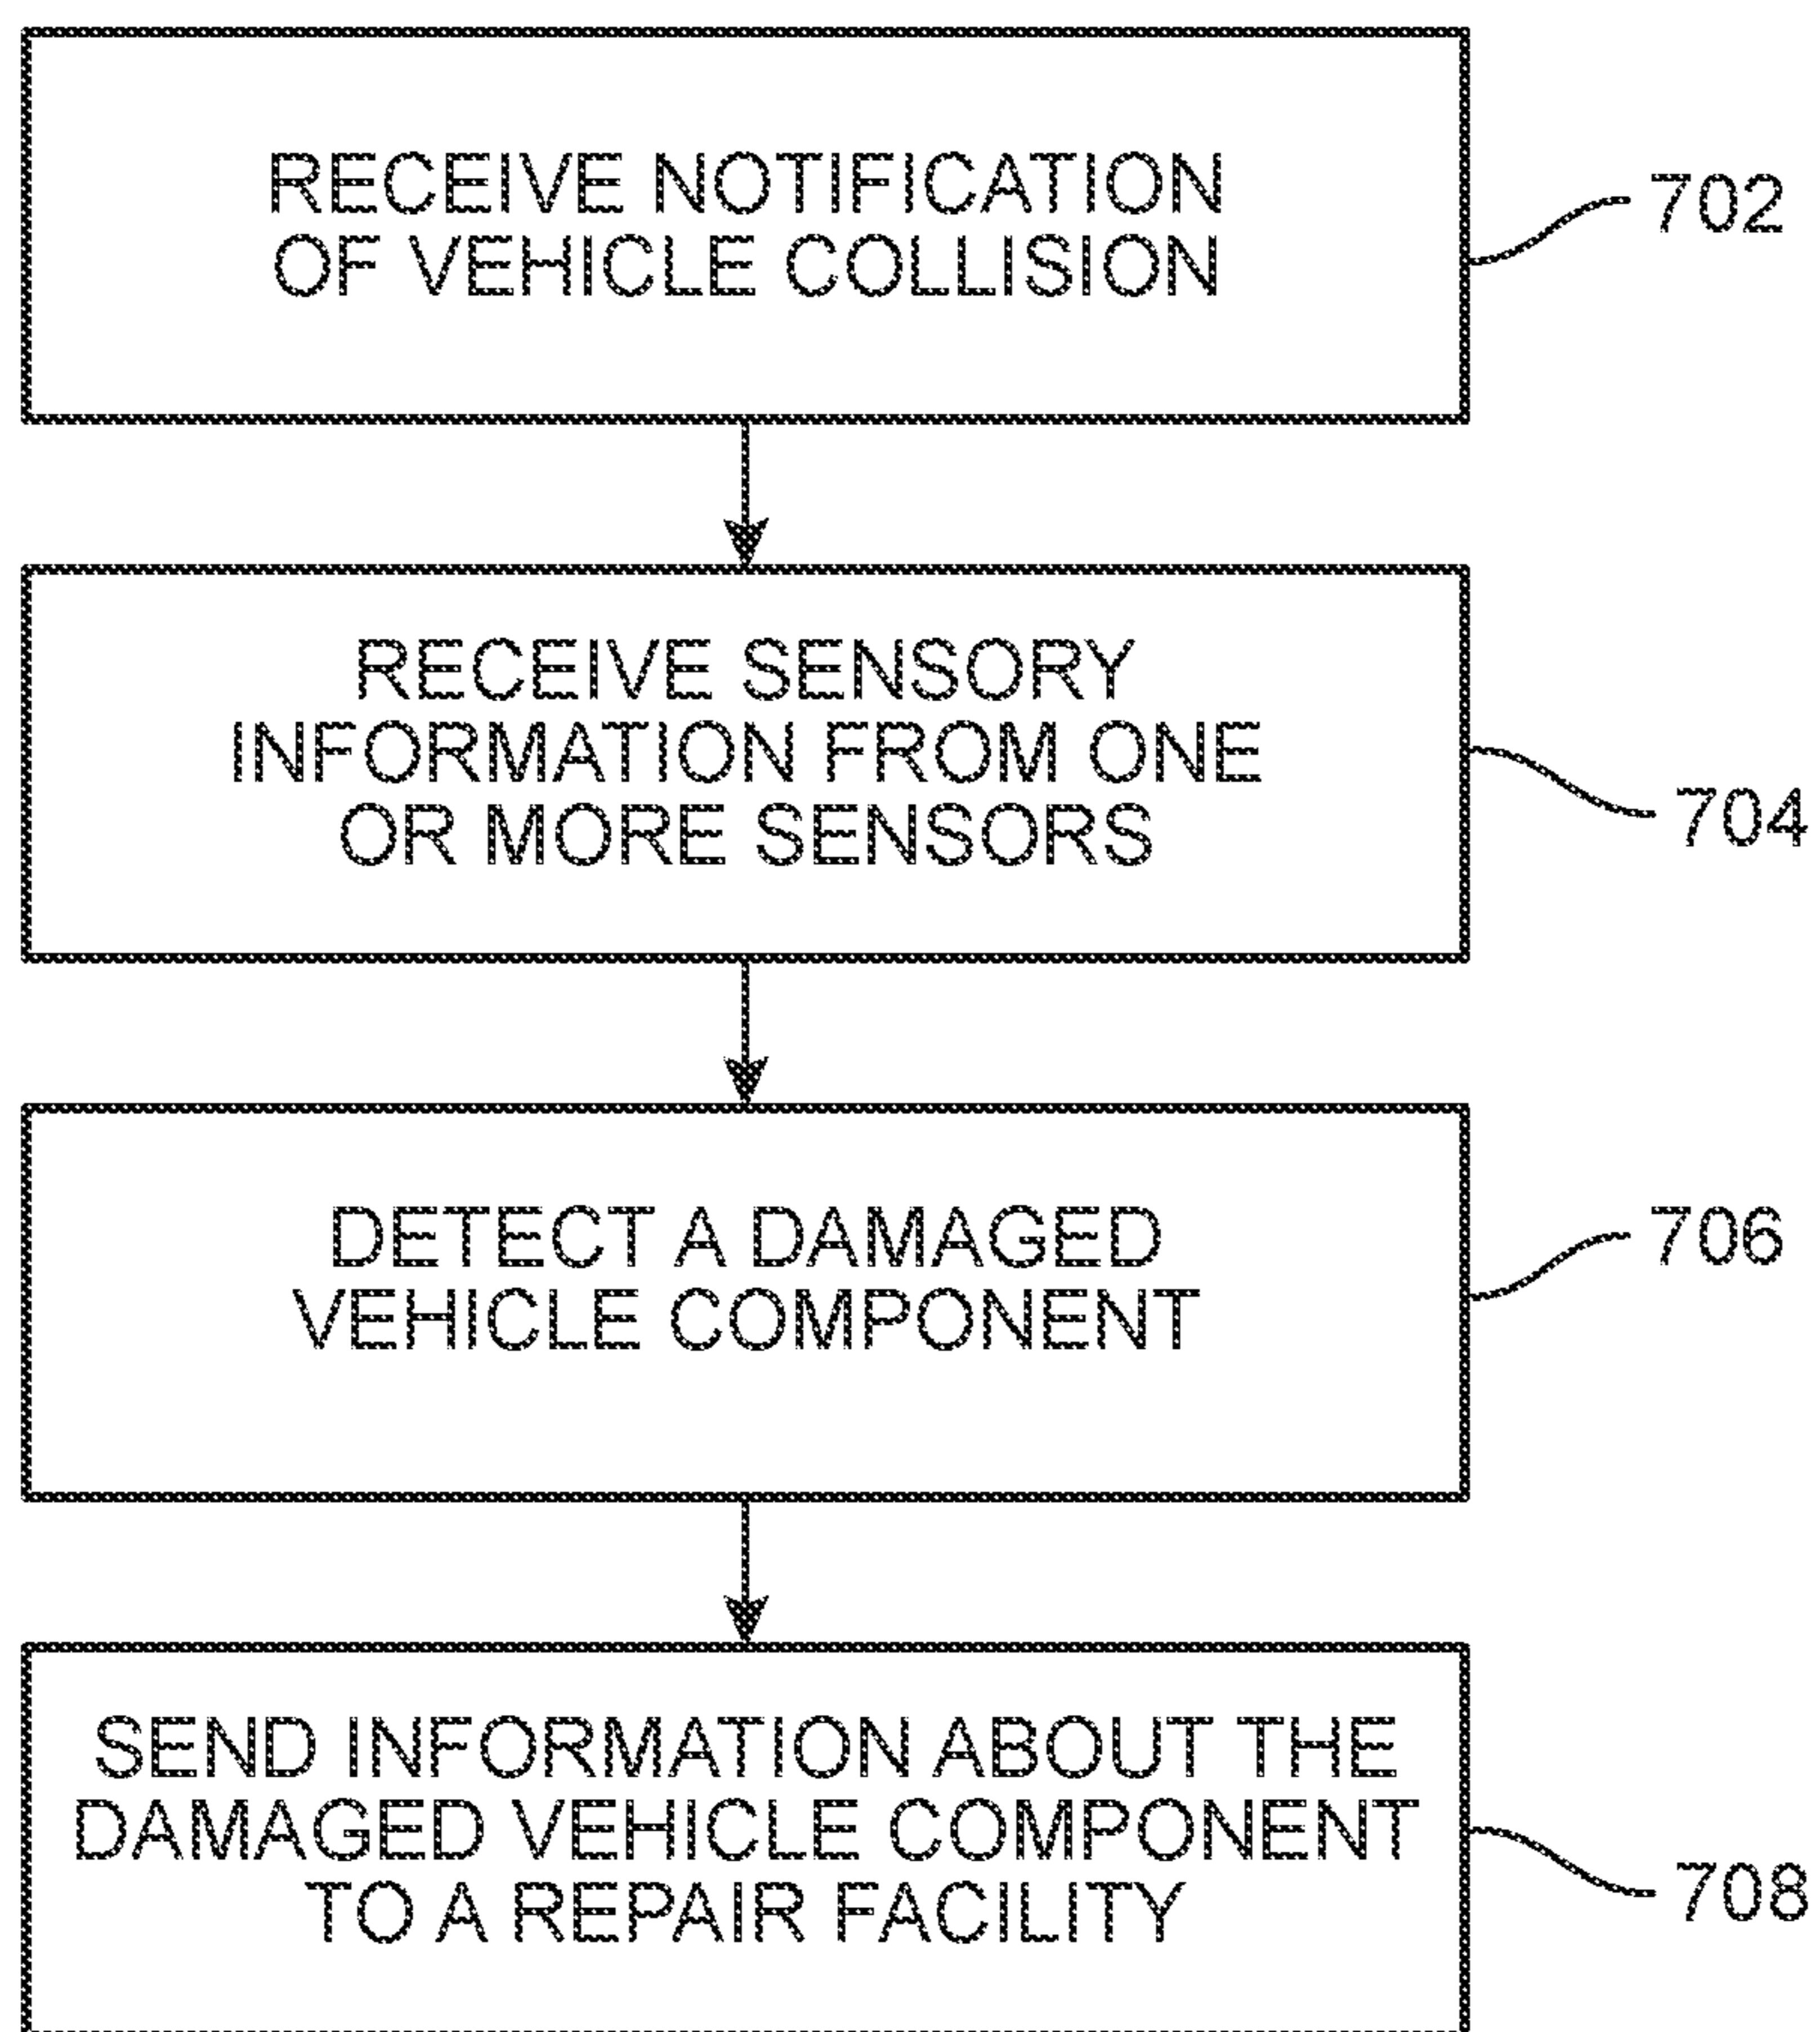 RECEIVE NOTIFICATION
OF VEHICLE COLLISION
702
RECEIVE SENSORY
INFORMATION FROM ONE
OR MORE SENSORS
704
DETECT A DAMAGED
VEHICLE COMPONENT
706
SEND INFORMATION ABOUT THE
DAMAGED VEHICLE COMPONENT
TO A REPAIR FACILITY
708